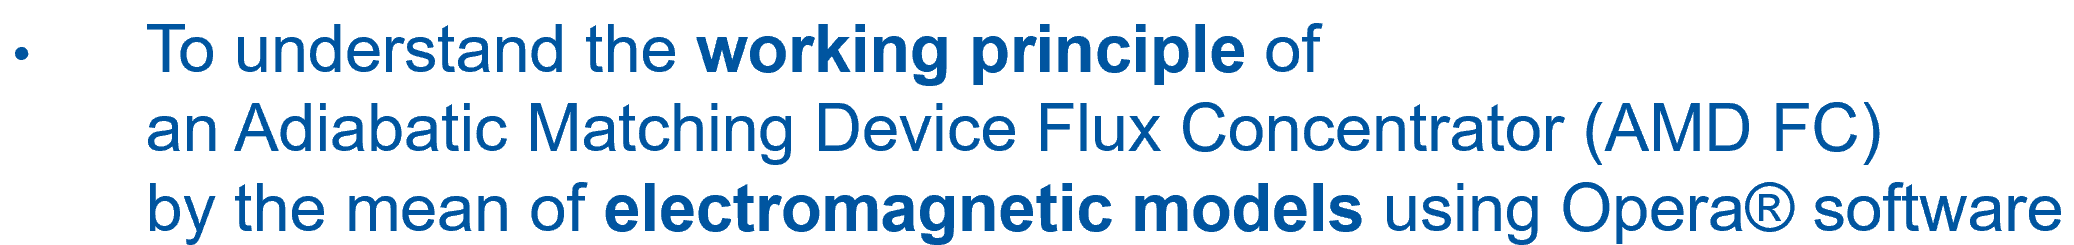 • To understand the working principle of
an Adiabatic Matching Device Flux Concentrator (AMD FC)
by the mean of electromagnetic models using Opera® software